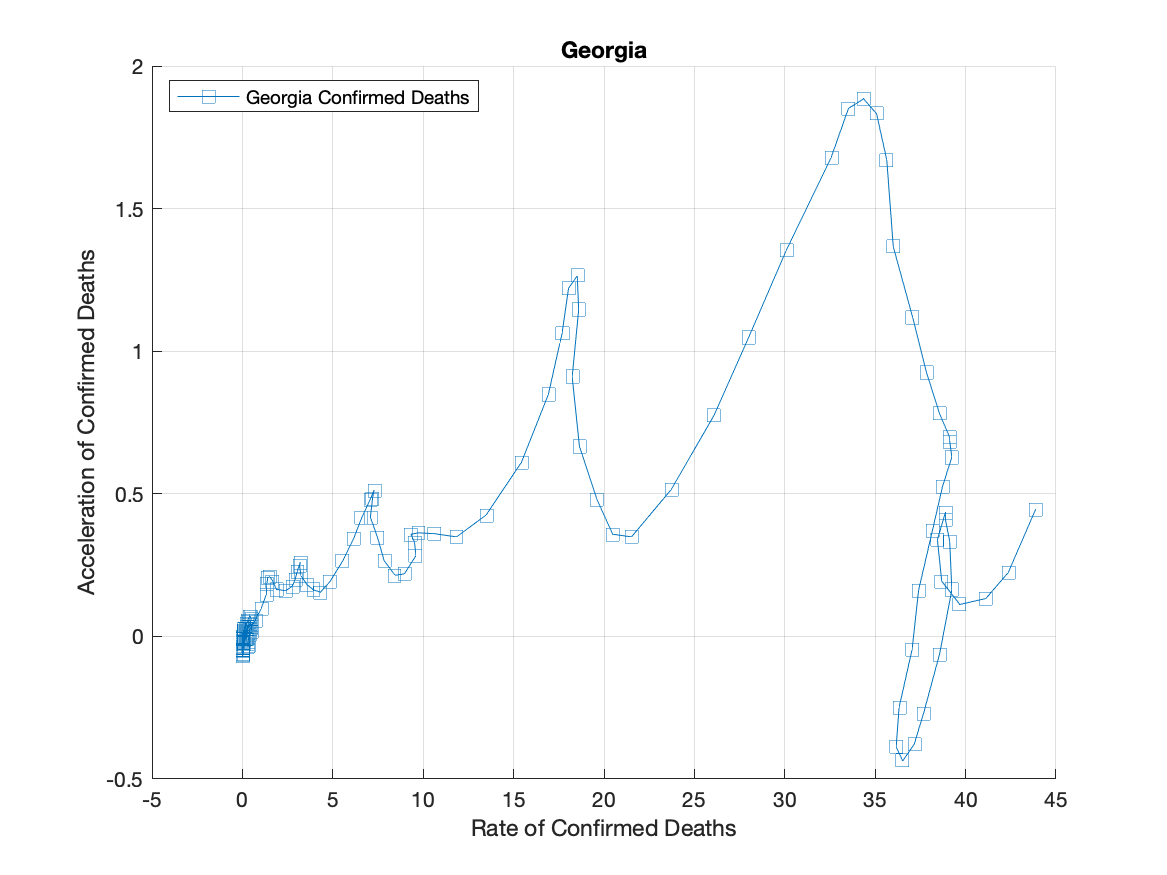 Georgia
Georgia Confirmed Deaths
2
1.5
1
0.5
0
-0.5
-5 0 5 10 15 20 25 30 35 40 45
Acceleration of Confirmed Deaths
Rate of Confirmed Deaths